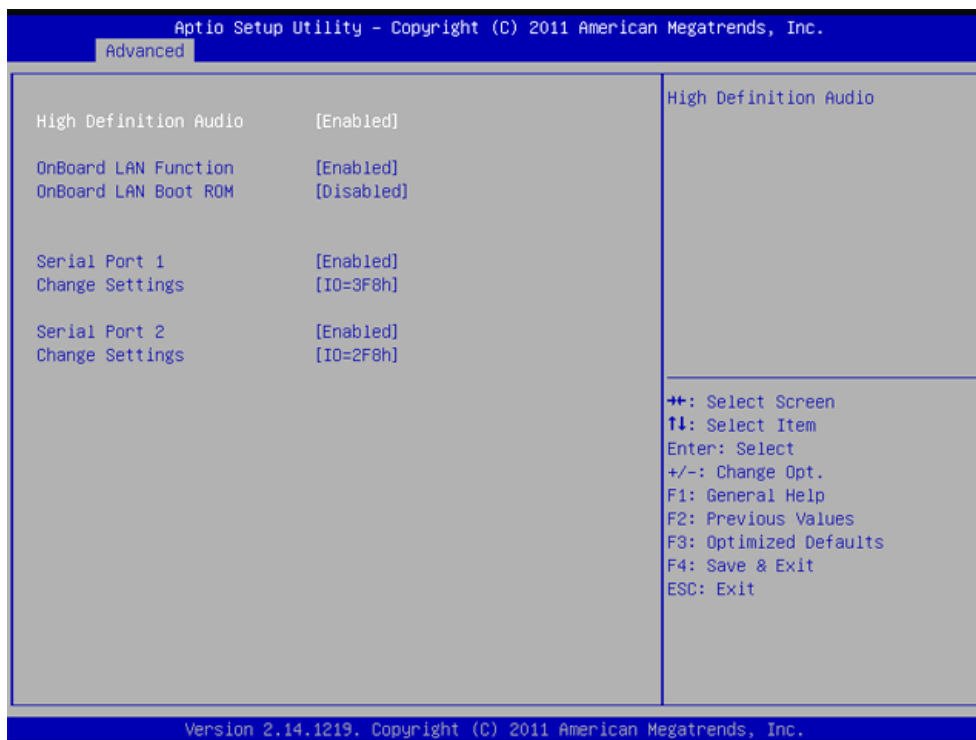 Aptio Setup Utility – Copyright (C) 2011 American Megatrends, Inc.
Advanced
High Definition Audio [Enabled]
OnBoard LAN Function [Enabled]
OnBoard LAN Boot ROM [Disabled]
Serial Port 1 [Enabled]
Change Settings [IO=3F8h]
Serial Port 2 [Enabled]
Change Settings [IO=2F8h]
High Definition Audio
→←: Select Screen
↑↓: Select Item
Enter: Select
+/-: Change Opt.
F1: General Help
F2: Previous Values
F3: Optimized Defaults
F4: Save & Exit
ESC: Exit
Version 2.14.1219. Copyright (C) 2011 American Megatrends, Inc.